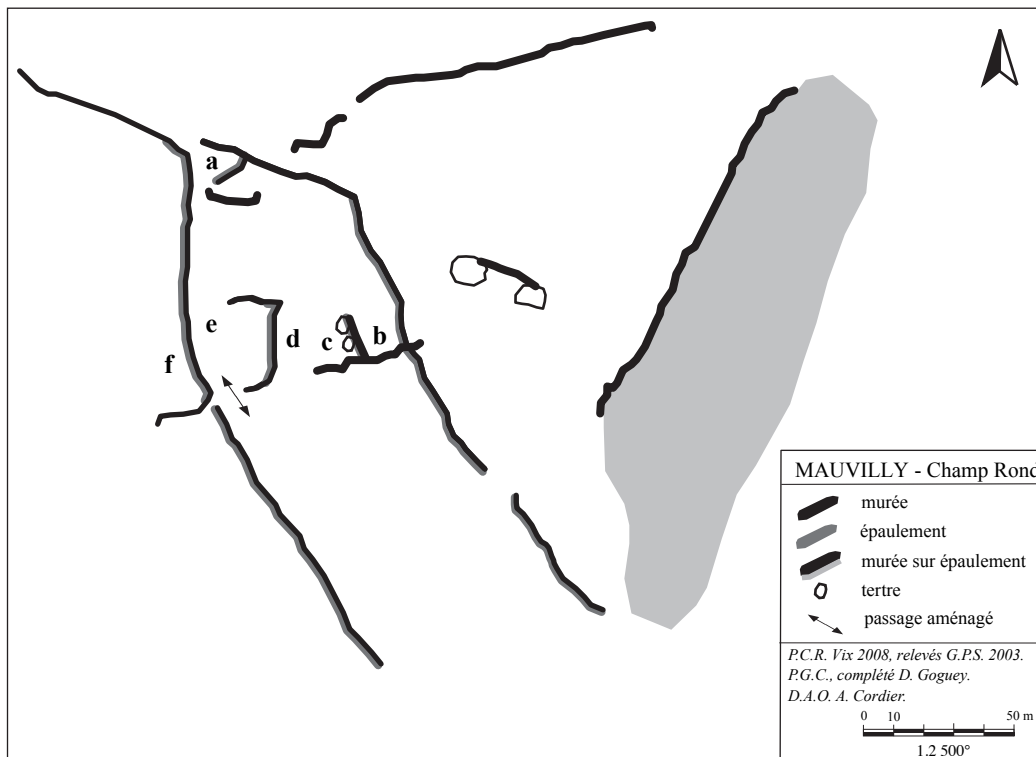 a
e
d
c
b
f
MAUVILLY - Champ Rond
murée
épaulement
murée sur épaulement
tertre
passage aménagé
P.C.R. Vix 2008, relevés G.P.S. 2003.
P.G.C., complété D. Goguey.
D.A.O. A. Cordier.
0 10 50 m
1.2 500°